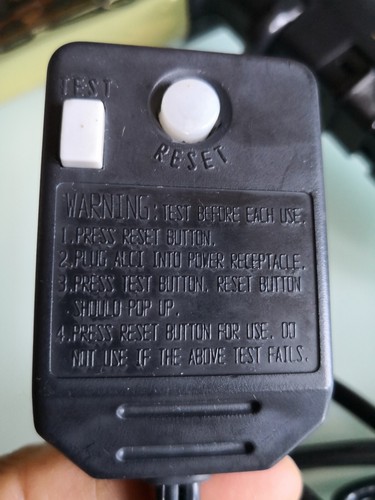 TEST
RESET
WARNING: TEST BEFORE EACH USE.
1. PRESS RESET BUTTON.
2. PLUG ALCI INTO POWER RECEPTACLE.
3. PRESS TEST BUTTON. RESET BUTTON
SHOULD POP UP.
4. PRESS RESET BUTTON FOR USE. DO
NOT USE IF THE ABOVE TEST FAILS.